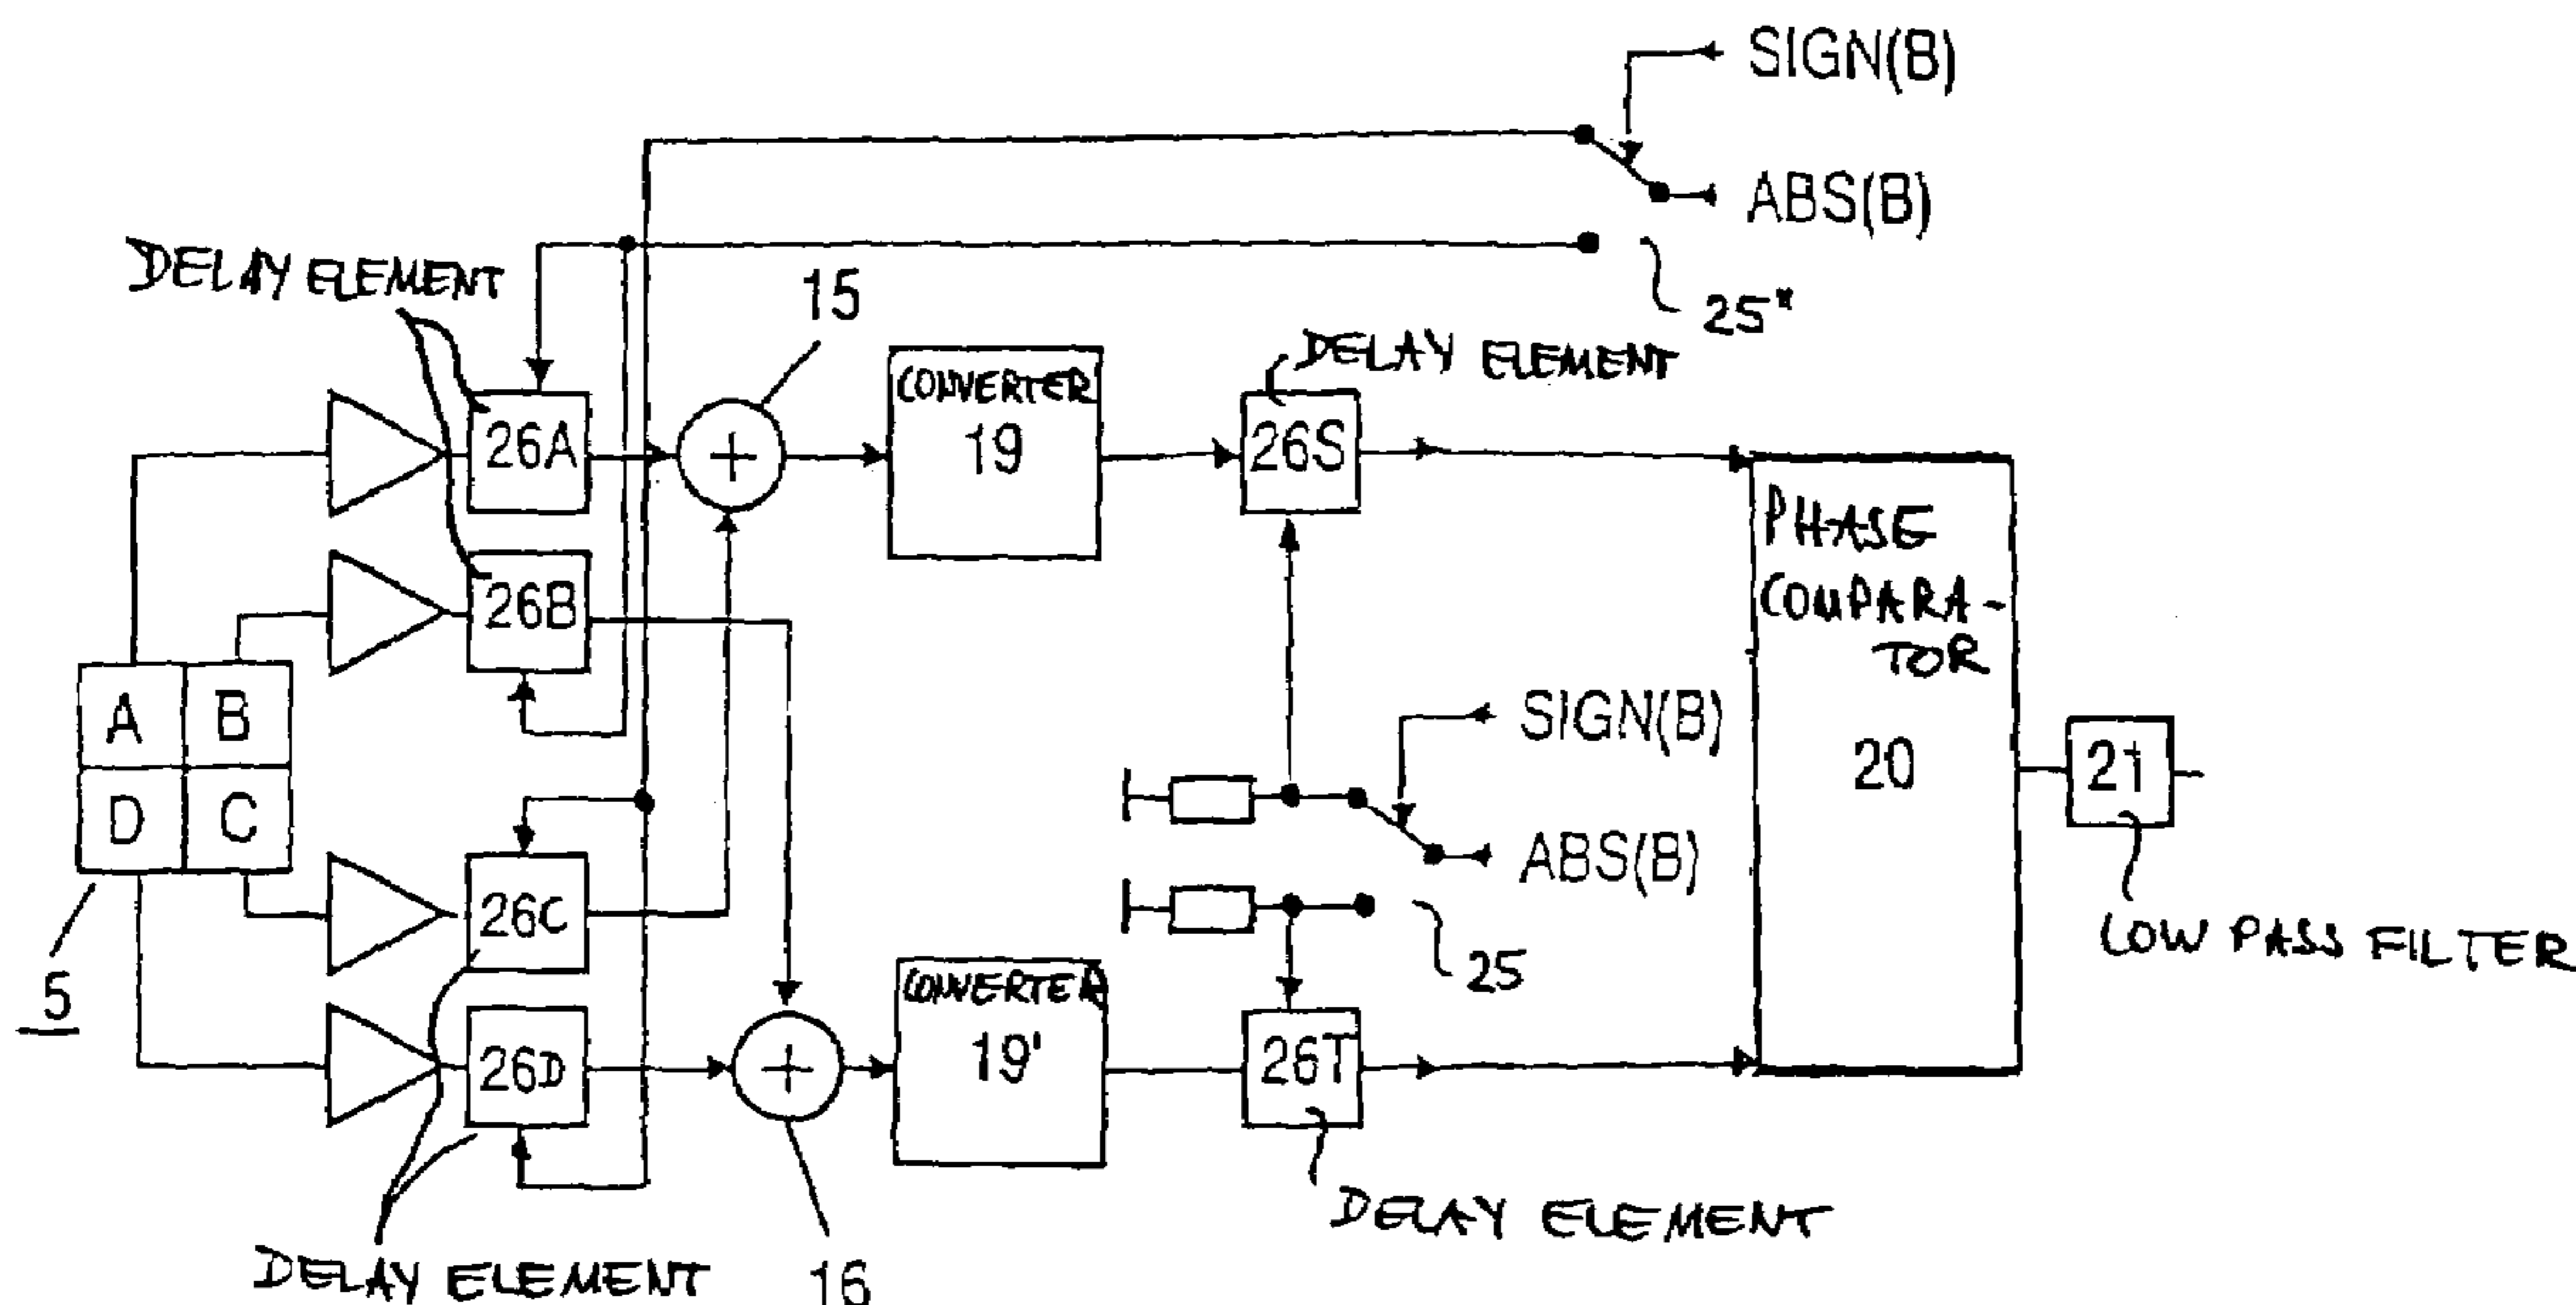 SIGN(B)
ABS(B)
25"
DELAY ELEMENT
15
DELAY ELEMENT
CONVERTER
19
26A
26S
26B
PHASE
COMPARA-
TOR
20
A B
D C
SIGN(B)
ABS(B)
21
26C
25
LOW PASS FILTER
5
CONVERTER
19'
26D
26T
DELAY ELEMENT
DELAY ELEMENT
16